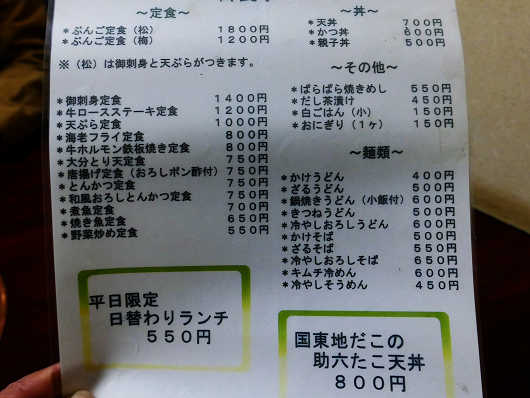 ～定食～
＊ぶんご定食（松） １８００円
＊ぶんご定食（梅） １２００円
※（松）は御刺身と天ぷらがつきます。
＊御刺身定食 １４００円
＊牛ロースステーキ定食 １２００円
＊天ぷら定食 １０００円
＊海老フライ定食 ８００円
＊牛ホルモン鉄板焼き定食 ８００円
＊大分とり天定食 ７５０円
＊唐揚げ定食（おろしポン酢付） ７５０円
＊とんかつ定食 ７５０円
＊和風おろしとんかつ定食 ７５０円
＊煮魚定食 ７００円
＊焼き魚定食 ６５０円
＊野菜炒め定食 ５５０円
平日限定
日替わりランチ
５５０円
～丼～
＊天丼 ７００円
＊かつ丼 ６００円
＊親子丼 ５００円
～その他～
＊ぱらぱら焼きめし ５５０円
＊だし茶漬け ４５０円
＊白ごはん（小） １５０円
＊おにぎり（１ヶ） １５０円
～麺類～
＊かけうどん ４００円
＊ざるうどん ５００円
＊鍋焼きうどん（小飯付） ６００円
＊きつねうどん ５００円
＊冷やしおろしうどん ６００円
＊かけそば ５００円
＊ざるそば ５５０円
＊冷やしおろしそば ６５０円
＊キムチ冷めん ６００円
＊冷やしそうめん ４５０円
国東地だこの
助六たこ天丼
８００円